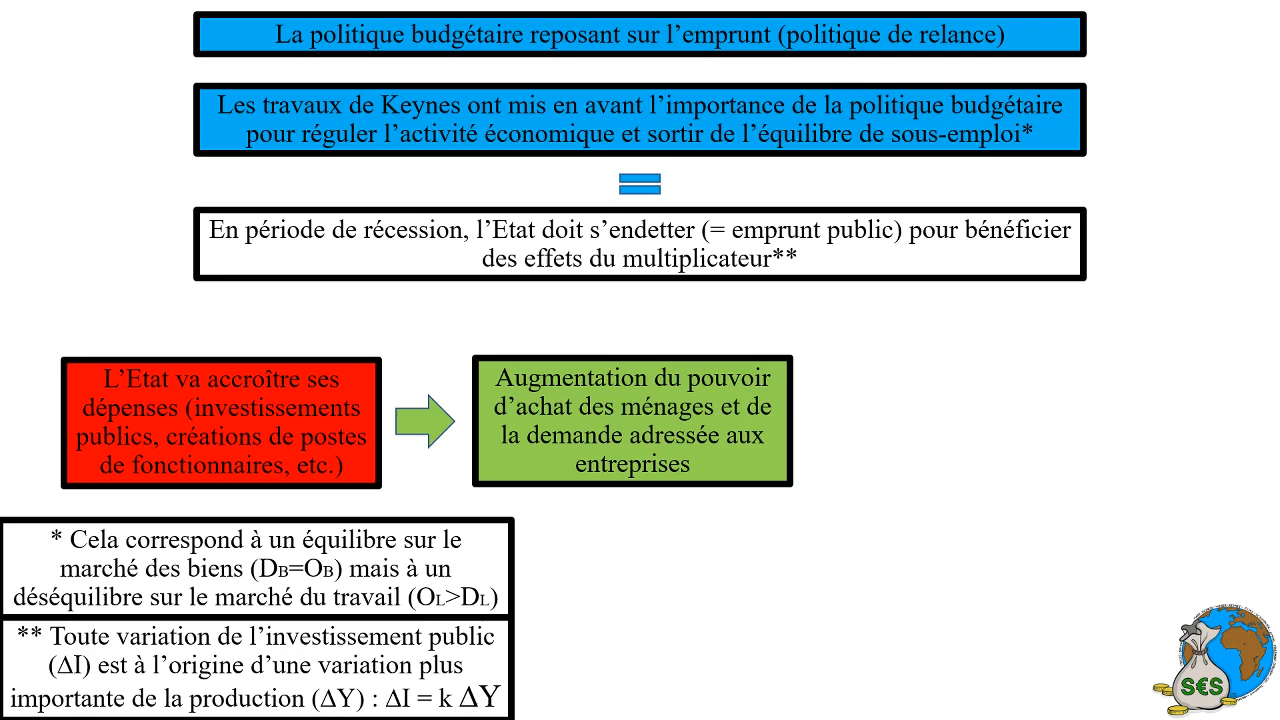 La politique budgétaire reposant sur l’emprunt (politique de relance)
Les travaux de Keynes ont mis en avant l’importance de la politique budgétaire
pour réguler l’activité économique et sortir de l’équilibre de sous-emploi*
En période de récession, l’Etat doit s’endetter (= emprunt public) pour bénéficier
des effets du multiplicateur**
L’Etat va accroître ses
dépenses (investissements
publics, créations de postes
de fonctionnaires, etc.)
Augmentation du pouvoir
d’achat des ménages et de
la demande adressée aux
entreprises
* Cela correspond à un équilibre sur le
marché des biens (DB=OB) mais à un
déséquilibre sur le marché du travail (OL>DL)
** Toute variation de l’investissement public
(ΔI) est à l’origine d’une variation plus
importante de la production (ΔY) : ΔI = k ΔY
S€S